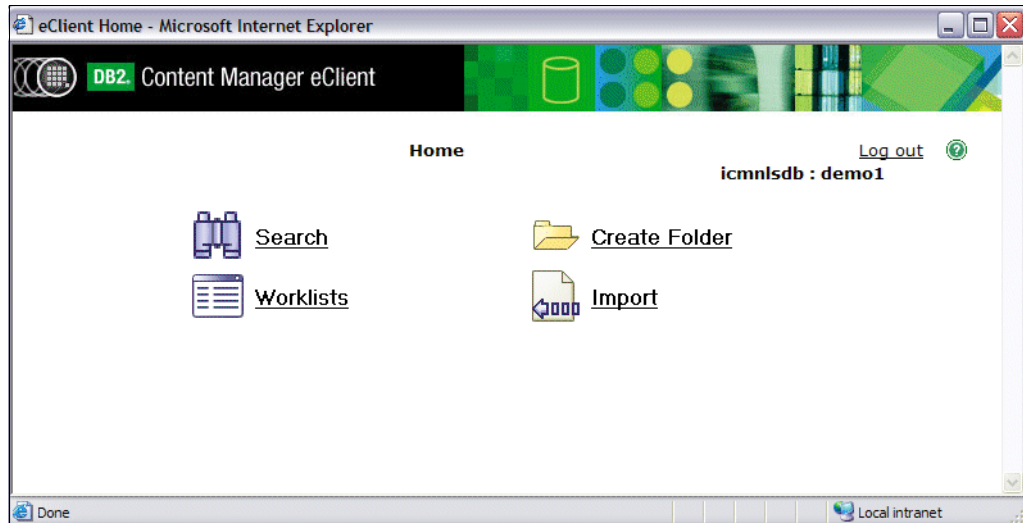 eClient Home - Microsoft Internet Explorer
DB2. Content Manager eClient
Home
Log out
icmnlsdb : demo1
Search
Create Folder
Worklists
Import
Done
Local intranet